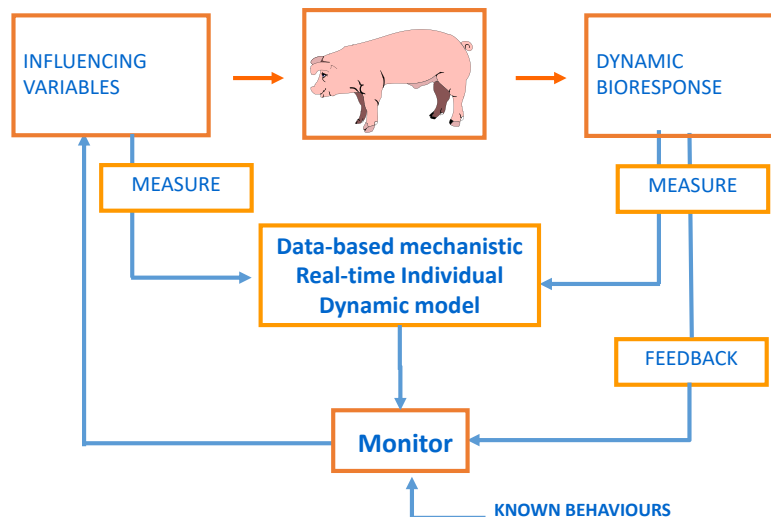 INFLUENCING
VARIABLES
DYNAMIC
BIORESPONSE
MEASURE
MEASURE
Data-based mechanistic
Real-time Individual
Dynamic model
FEEDBACK
Monitor
KNOWN BEHAVIOURS